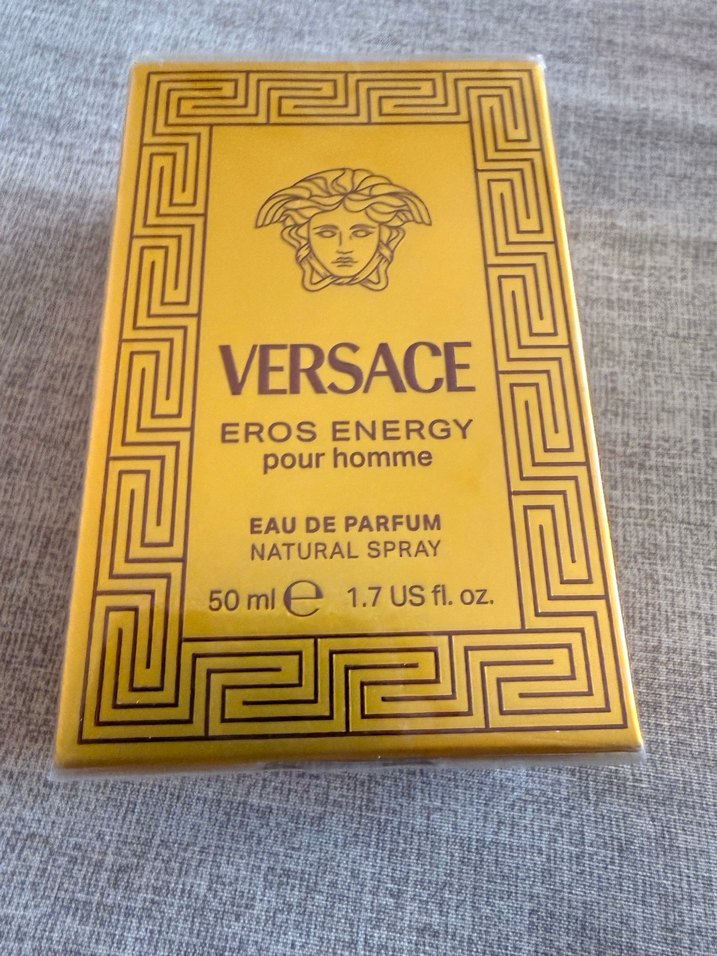 VERSACE
EROS ENERGY
pour homme
EAU DE PARFUM
NATURAL SPRAY
50 ml ℮ 1.7 US fl. oz.